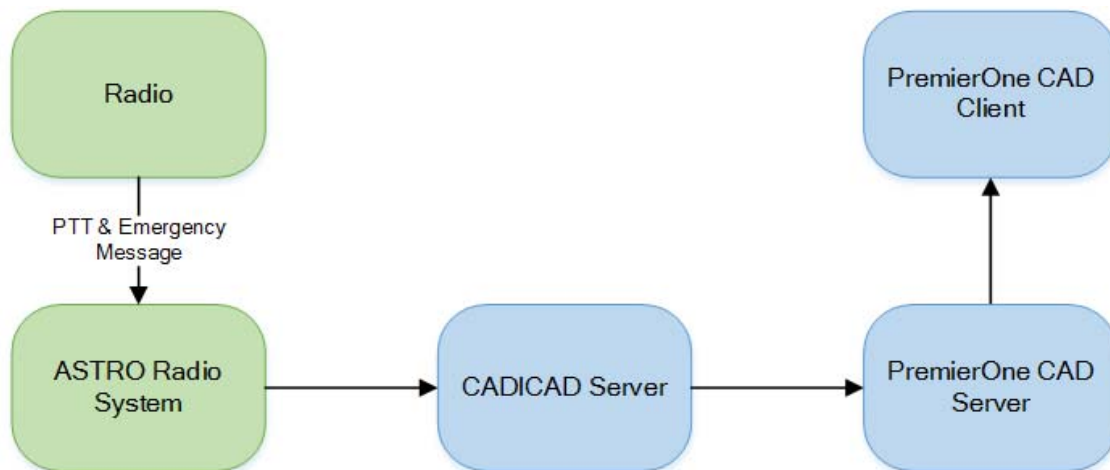 Radio
PremierOne CAD
Client
PTT & Emergency
Message
ASTRO Radio
System
CADICAD Server
PremierOne CAD
Server